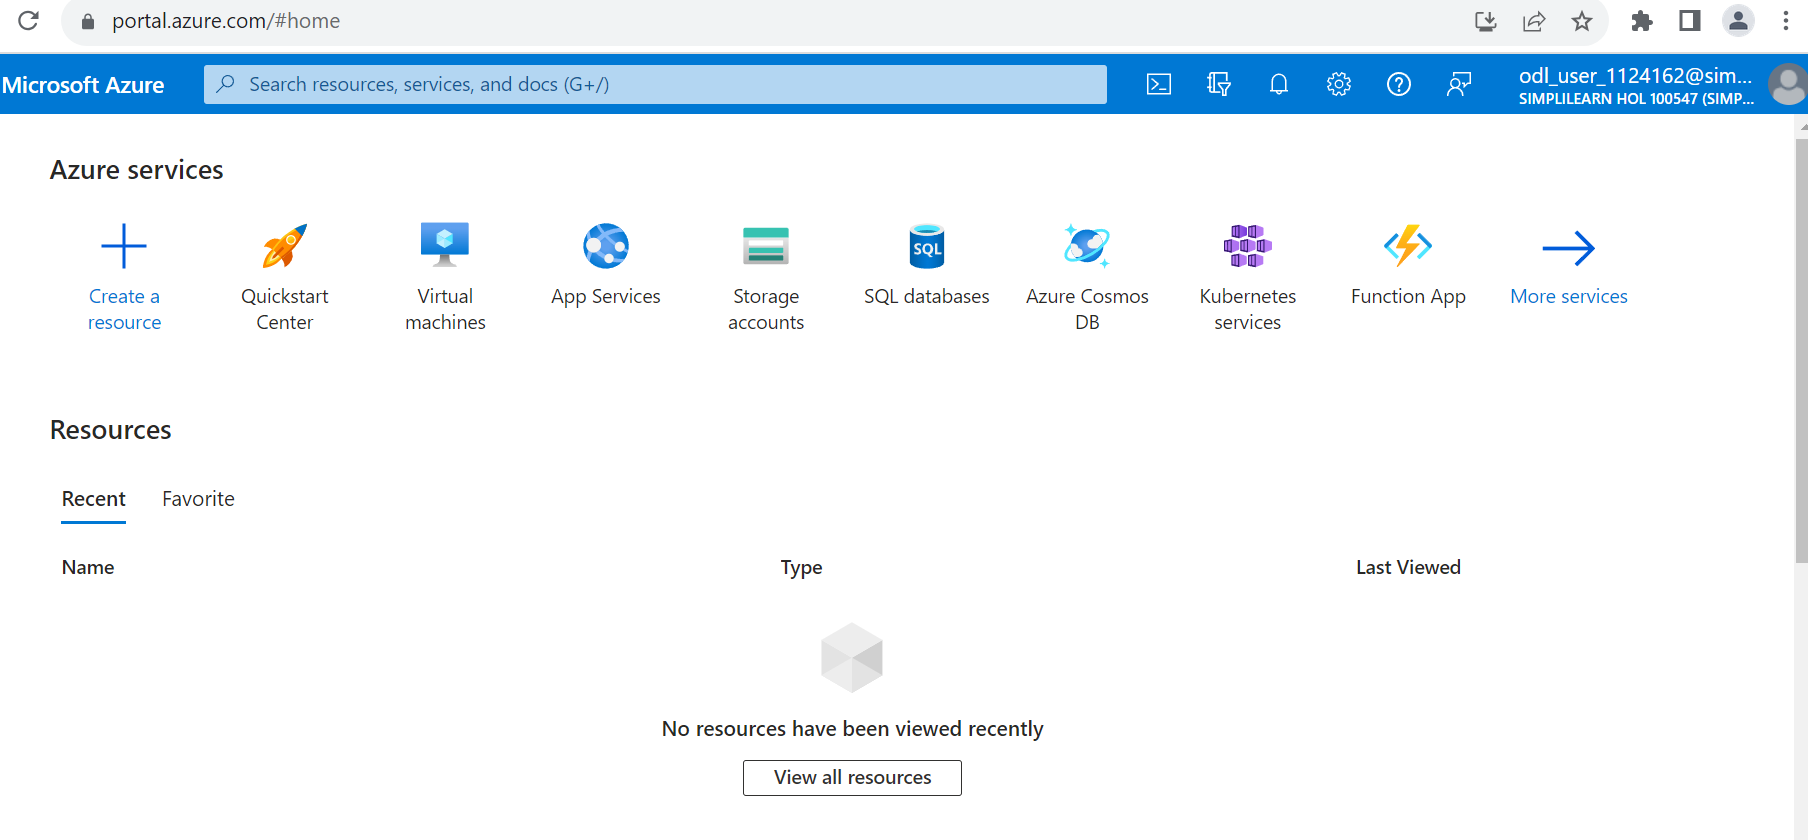 portal.azure.com/#home
Microsoft Azure
Search resources, services, and docs (G+/)
odl_user_1124162@sim...
SIMPLILEARN HOL 100547 (SIMP...
Azure services
Create a
resource
Quickstart
Center
Virtual
machines
App Services
Storage
accounts
SQL
SQL databases
Azure Cosmos
DB
Kubernetes
services
Function App
More services
Resources
Recent
Favorite
Name
Type
Last Viewed
No resources have been viewed recently
View all resources